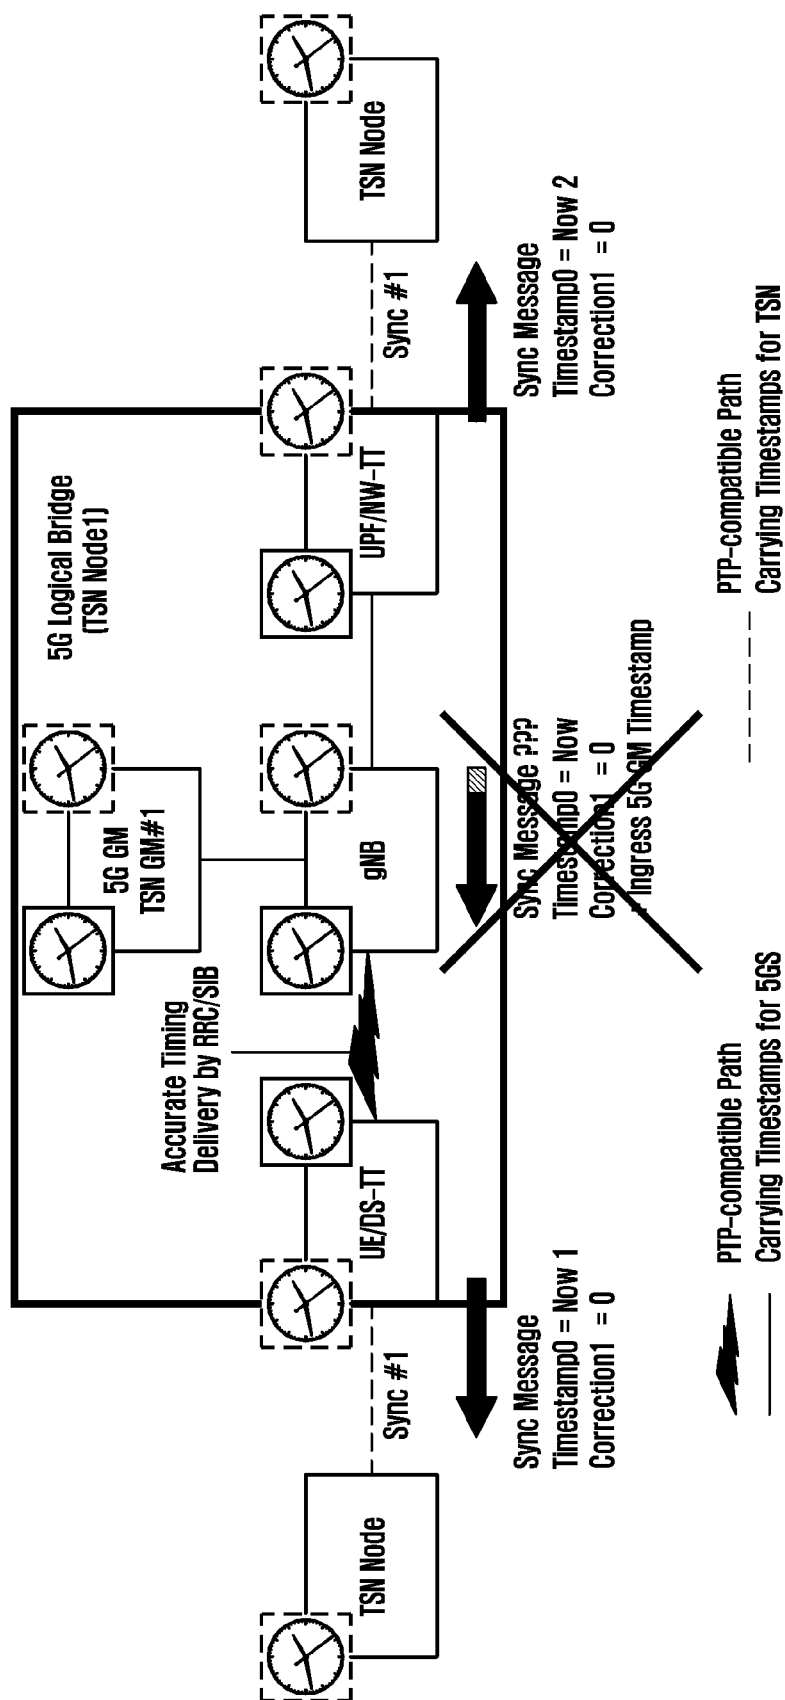 5G Logical Bridge
(TSN Node1)
5G GM
TSN GM#1
Accurate Timing
Delivery by RRC/SIB
TSN Node
Sync #1
UE/DS-TT
gNB
UPF/NW-TT
Sync #1
TSN Node
Sync Message
Timestamp0 = Now 1
Correction1 = 0
Sync Message ???
Timestamp0 = Now
Correction1 = 0
Ingress 5G GM Timestamp
Sync Message
Timestamp0 = Now 2
Correction1 = 0
PTP-compatible Path
Carrying Timestamps for 5GS
PTP-compatible Path
Carrying Timestamps for TSN